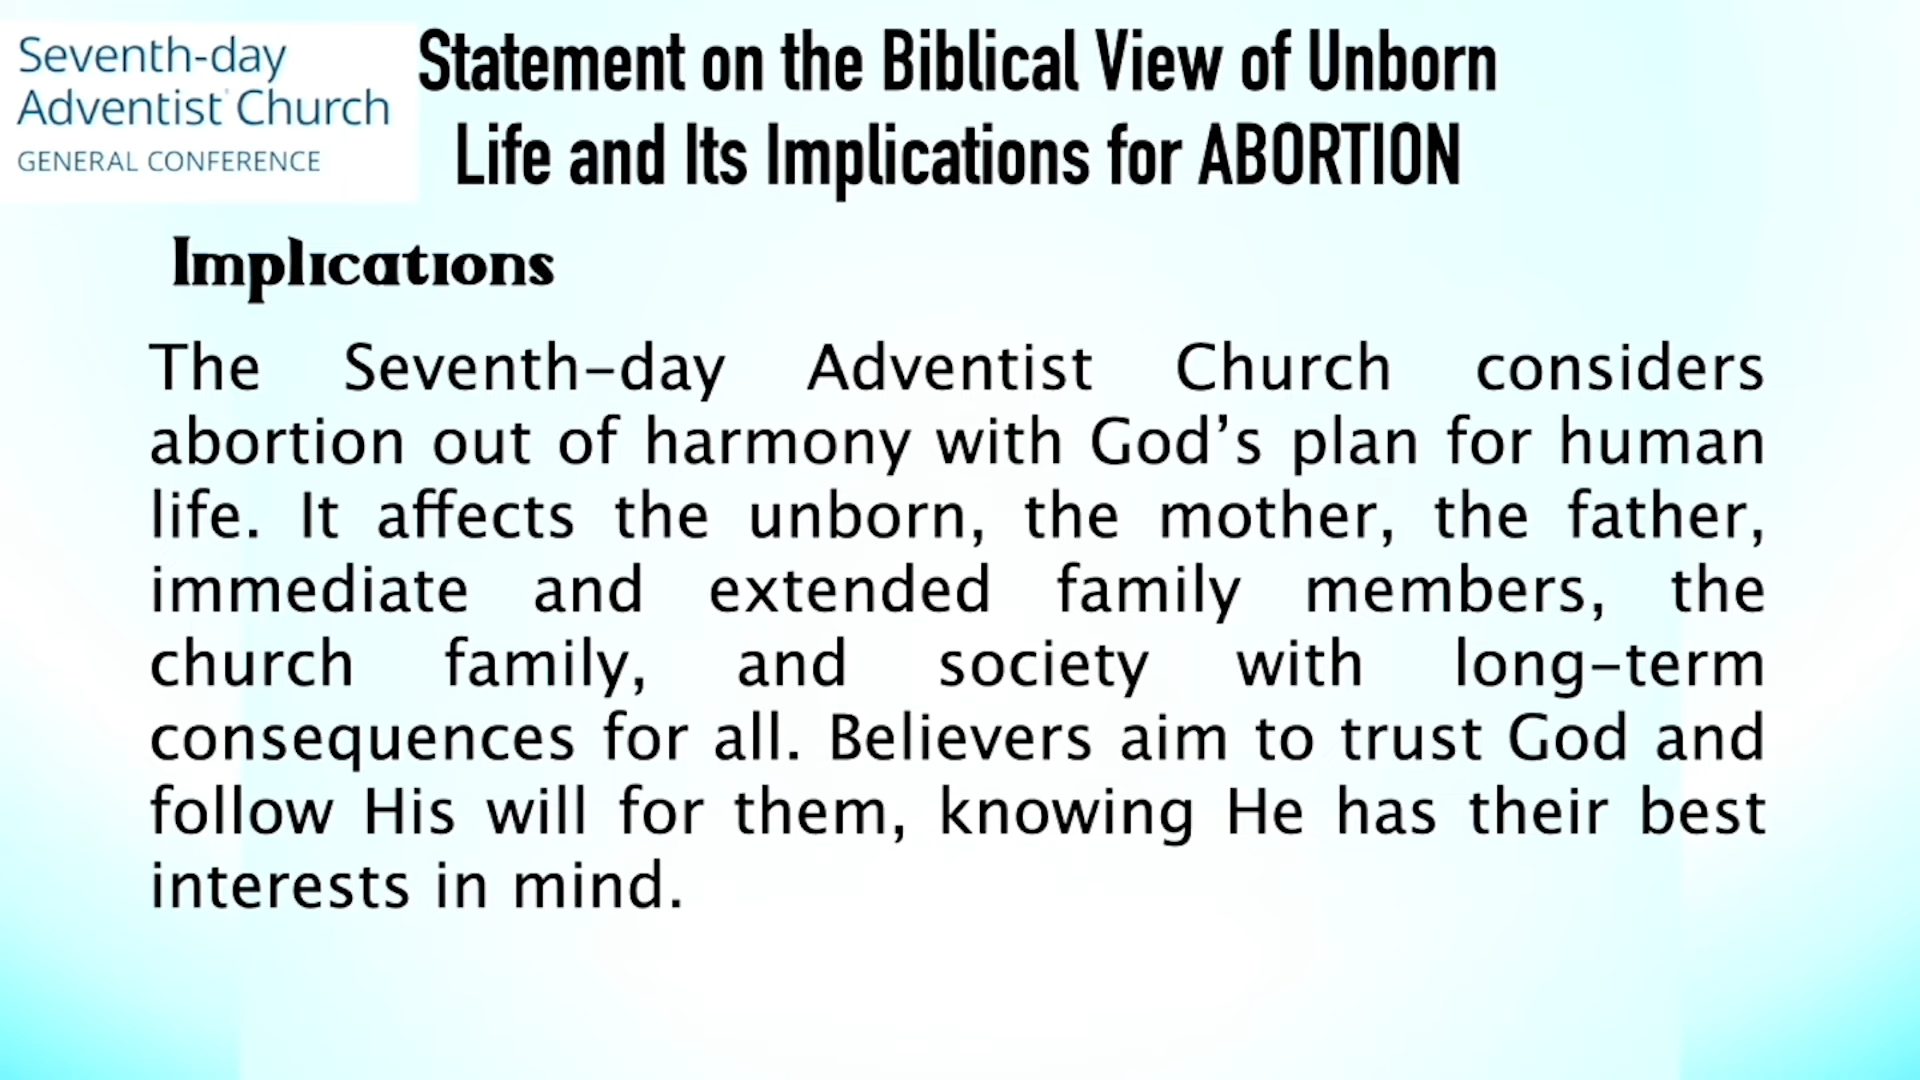 Seventh-day
Adventist Church
GENERAL CONFERENCE
Statement on the Biblical View of Unborn
Life and Its Implications for ABORTION
Implications
The Seventh-day Adventist Church considers
abortion out of harmony with God’s plan for human
life. It affects the unborn, the mother, the father,
immediate and extended family members, the
church family, and society with long-term
consequences for all. Believers aim to trust God and
follow His will for them, knowing He has their best
interests in mind.